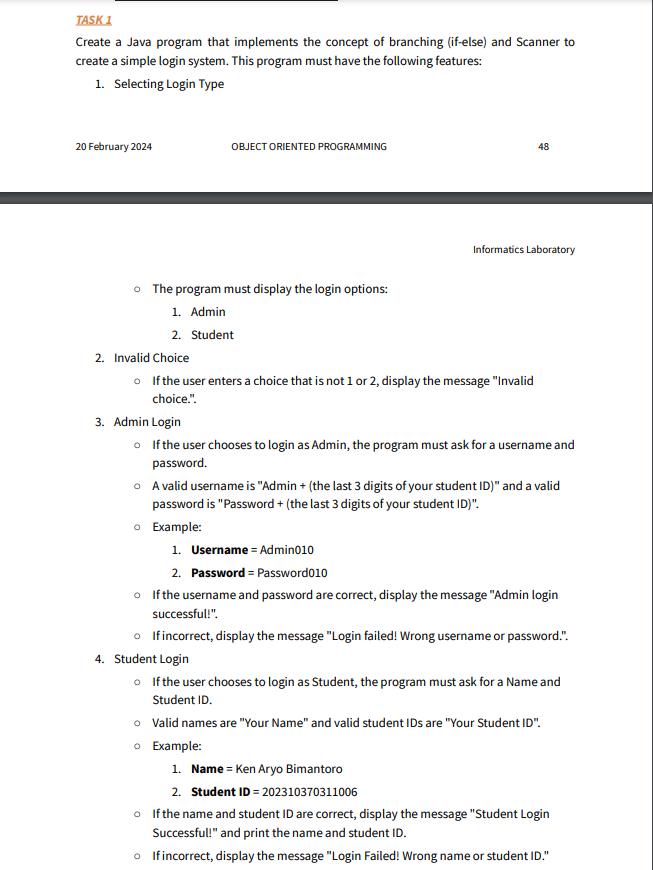 TASK 1
Create a Java program that implements the concept of branching (if-else) and Scanner to
create a simple login system. This program must have the following features:
1. Selecting Login Type
20 February 2024 OBJECT ORIENTED PROGRAMMING 48
Informatics Laboratory
○ The program must display the login options:
1. Admin
2. Student
2. Invalid Choice
○ If the user enters a choice that is not 1 or 2, display the message "Invalid
choice.".
3. Admin Login
○ If the user chooses to login as Admin, the program must ask for a username and
password.
○ A valid username is "Admin + (the last 3 digits of your student ID)" and a valid
password is "Password + (the last 3 digits of your student ID)".
○ Example:
1. Username = Admin010
2. Password = Password010
○ If the username and password are correct, display the message "Admin login
successful!".
○ If incorrect, display the message "Login failed! Wrong username or password.".
4. Student Login
○ If the user chooses to login as Student, the program must ask for a Name and
Student ID.
○ Valid names are "Your Name" and valid student IDs are "Your Student ID".
○ Example:
1. Name = Ken Aryo Bimantoro
2. Student ID = 202310370311006
○ If the name and student ID are correct, display the message "Student Login
Successful!" and print the name and student ID.
○ If incorrect, display the message "Login Failed! Wrong name or student ID."